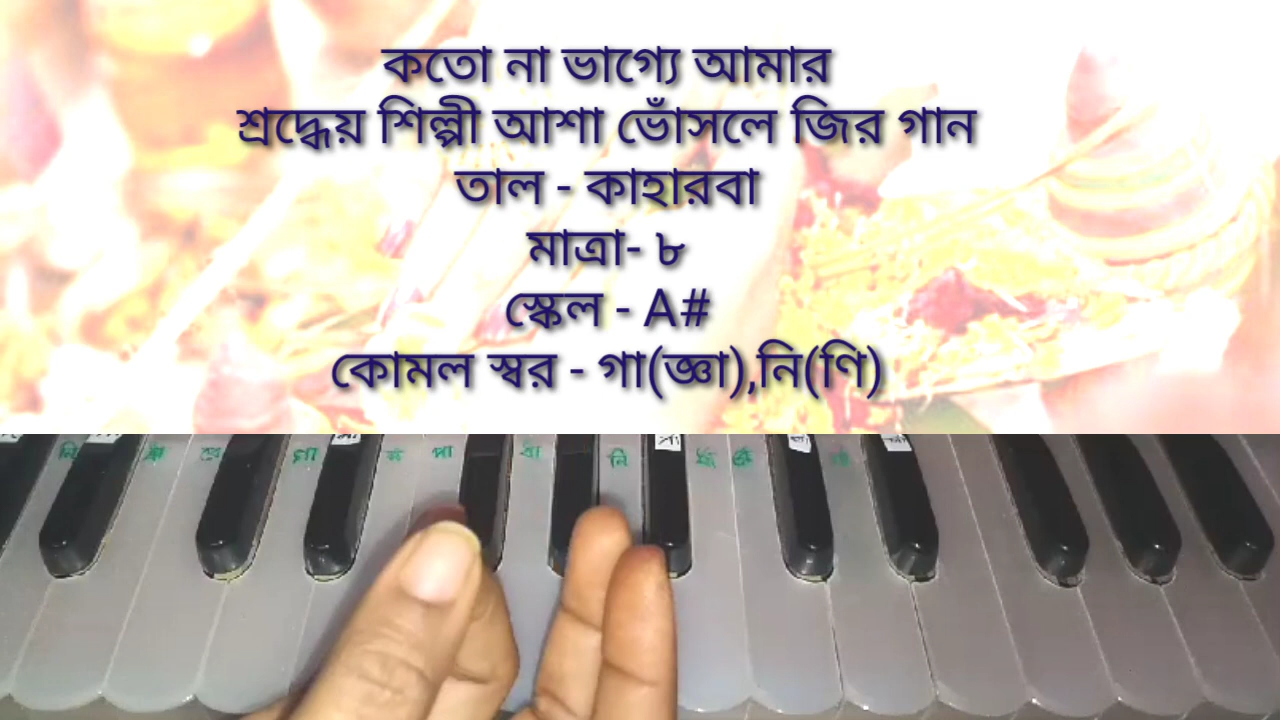 কতো না ভাগ্যে আমার
শ্রদ্ধেয় শিল্পী আশা ভোঁসলে জির গান
তাল - কাহারবা
মাত্রা- ৮
স্কেল - A#
কোমল স্বর - গা(জ্ঞা),নি(ণি)
নি রে গা ম পা ধা নি